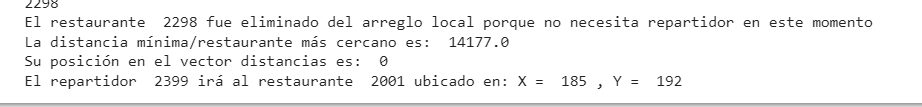 2298
El restaurante  2298 fue eliminado del arreglo local porque no necesita repartidor en este momento
La distancia mínima/restaurante más cercano es:  14177.0
Su posición en el vector distancias es:  0
El repartidor  2399 irá al restaurante  2001 ubicado en: X =  185 , Y =  192